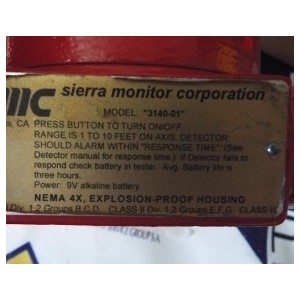 mc sierra monitor corporation
MODEL: "3140-01"
s, CA PRESS BUTTON TO TURN ON/OFF.
RANGE IS 1 TO 10 FEET ON AXIS. DETECTOR
SHOULD ALARM WITHIN "RESPONSE TIME" (See
Detector manual for response time.) If Detector fails to
respond check battery in tester. Avg. Battery life is
three hours.
Power: 9V alkaline battery
NEMA 4X, EXPLOSION-PROOF HOUSING
Div. 1,2 Groups B,C,D, CLASS II Div. 1,2 Groups,E,F,G CLASS